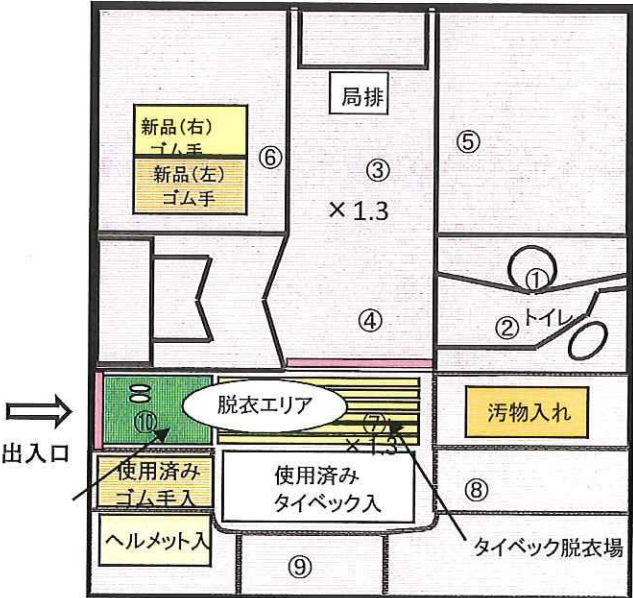 局排
新品(右)
ゴム手
新品(左)
ゴム手
⑥
③
× 1.3
⑤
④
①
②
トイレ
出入口
⑩
脱衣エリア
⑦
× 1.3
汚物入れ
使用済み
ゴム手入
使用済み
タイベック入
⑧
ヘルメット入
⑨
タイベック脱衣場